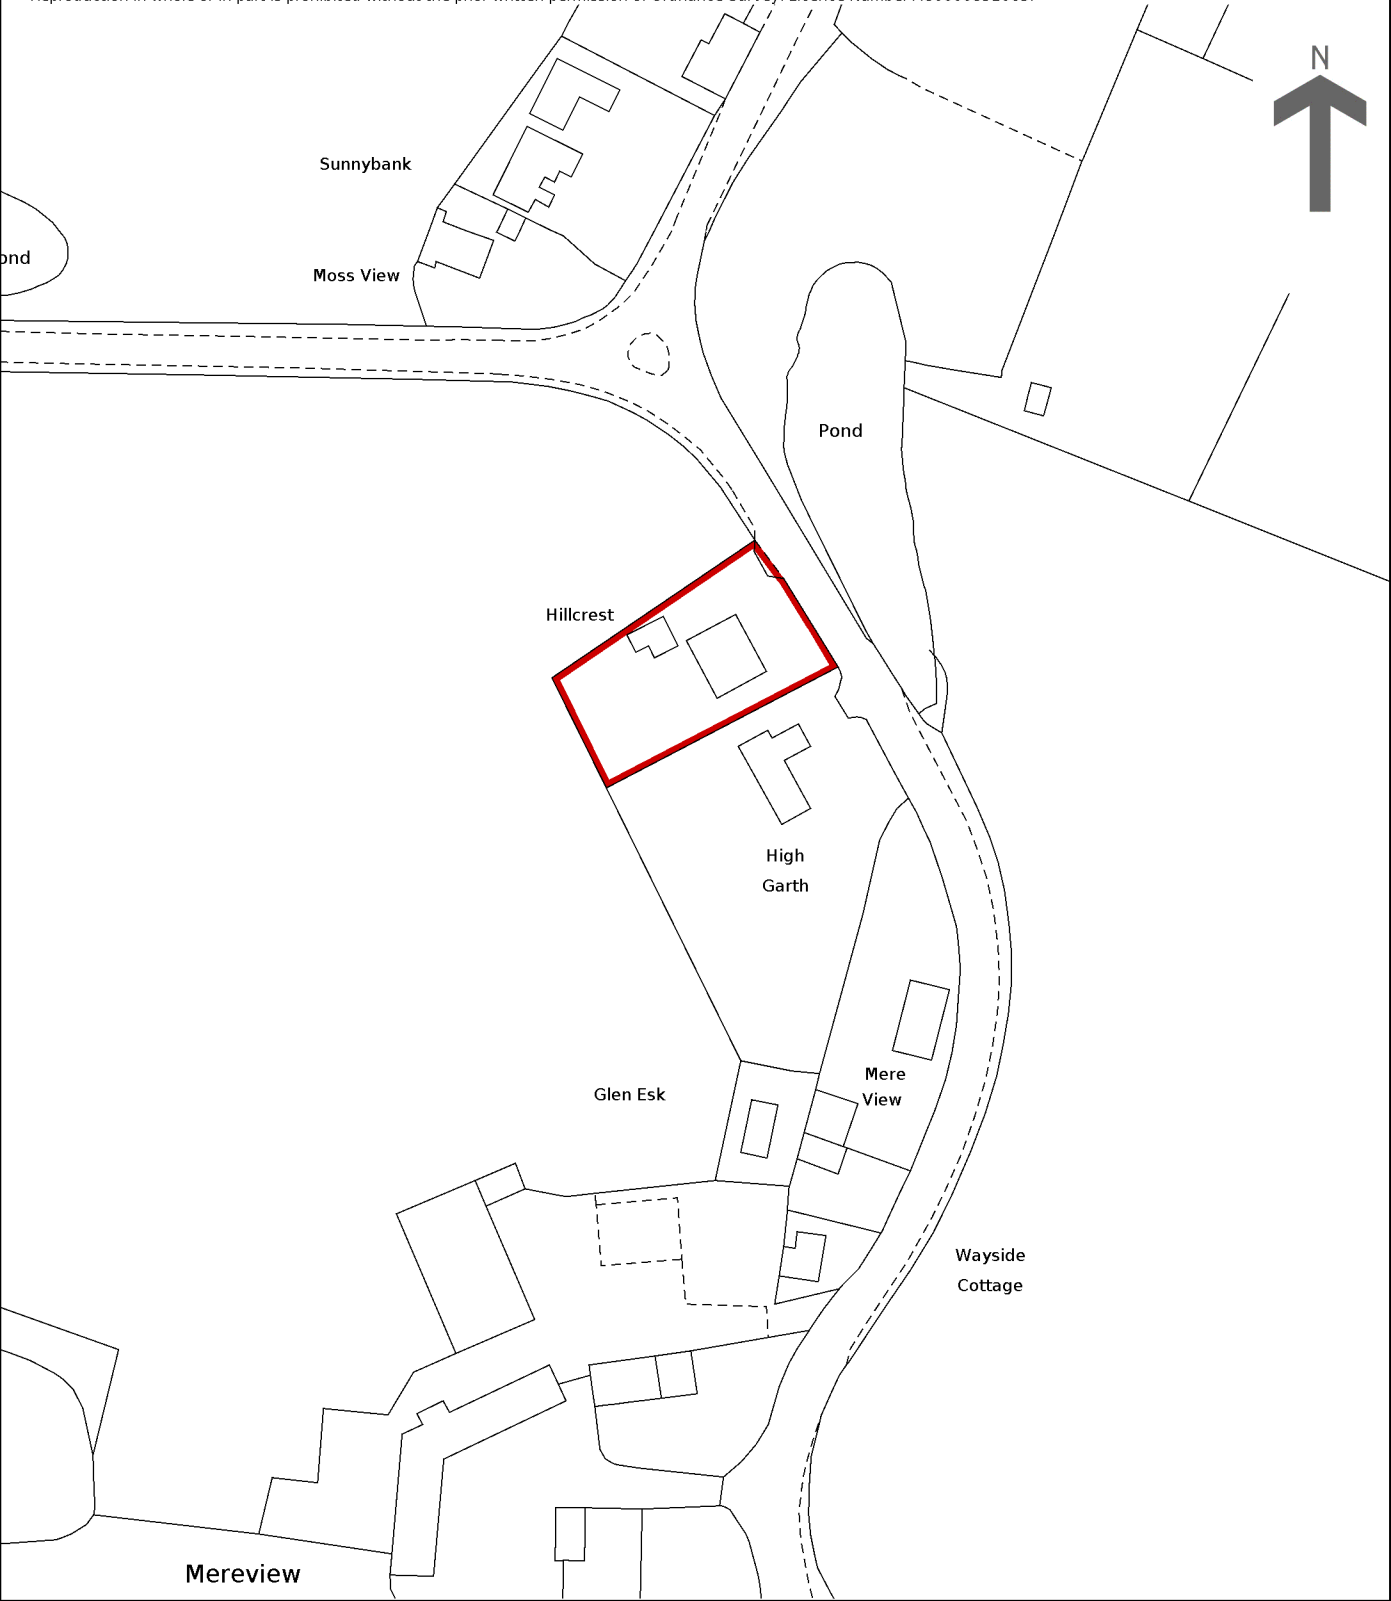 N
Sunnybank
ond
Moss View
Pond
Hillcrest
High
Garth
Mere
View
Glen Esk
Wayside
Cottage
Mereview